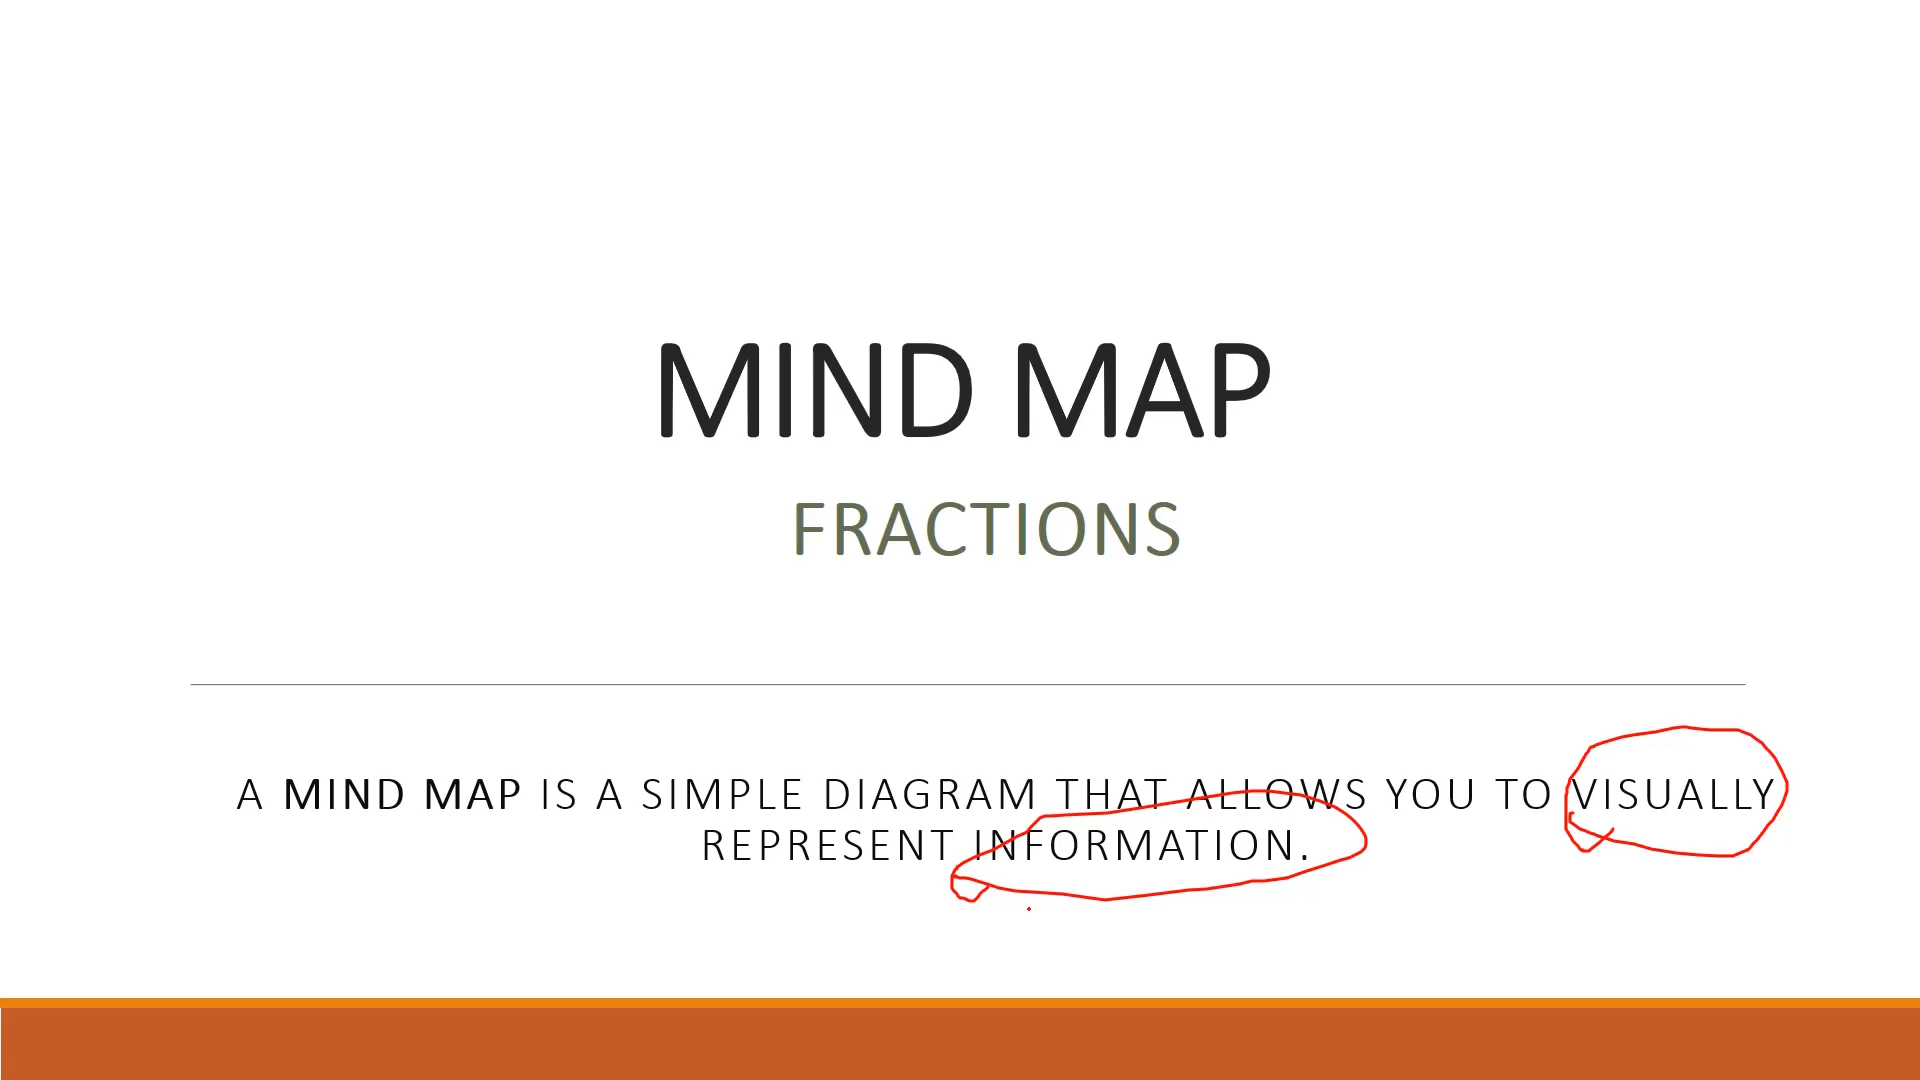 MIND MAP
FRACTIONS
A MIND MAP IS A SIMPLE DIAGRAM THAT ALLOWS YOU TO VISUALLY
REPRESENT INFORMATION.